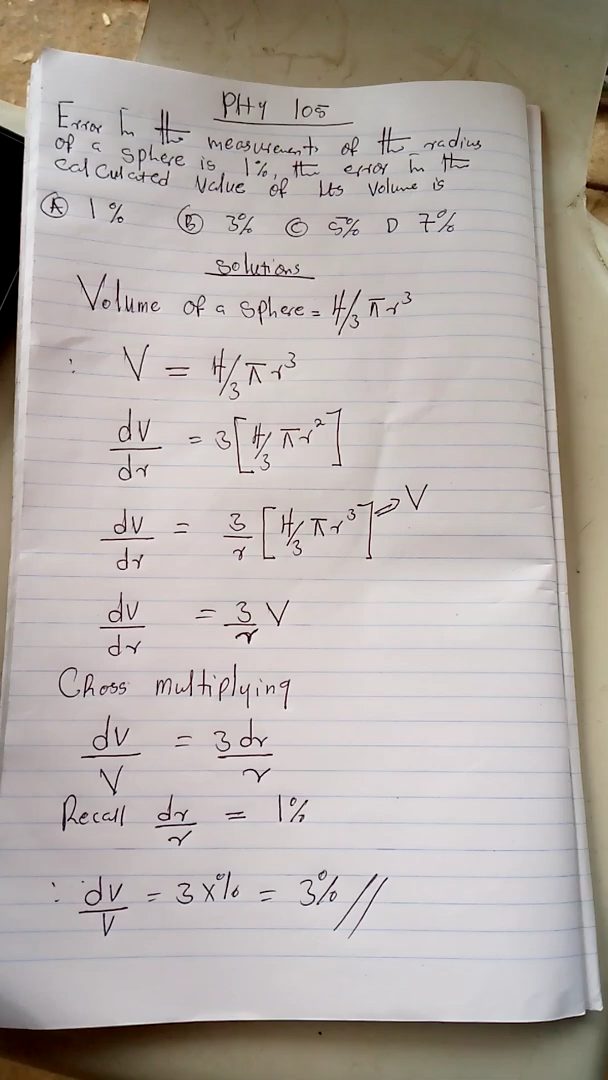 PHY 105
Error in the measurements of the radius
of a sphere is 1%, the error in the
calculated value of its volume is
(A) 1% (B) 3% (C) 5% D 7%
Solutions
Volume of a sphere = 4/3 πr³
: V = 4/3 πr³
dv/dr = 3[4/3 πr²]
dv/dr = 3/r [4/3 πr³] ⇒ V
dv/dr = 3/r V
Cross multiplying
dv/V = 3 dr/r
Recall dr/r = 1%
: dv/V = 3 x% = 3% //